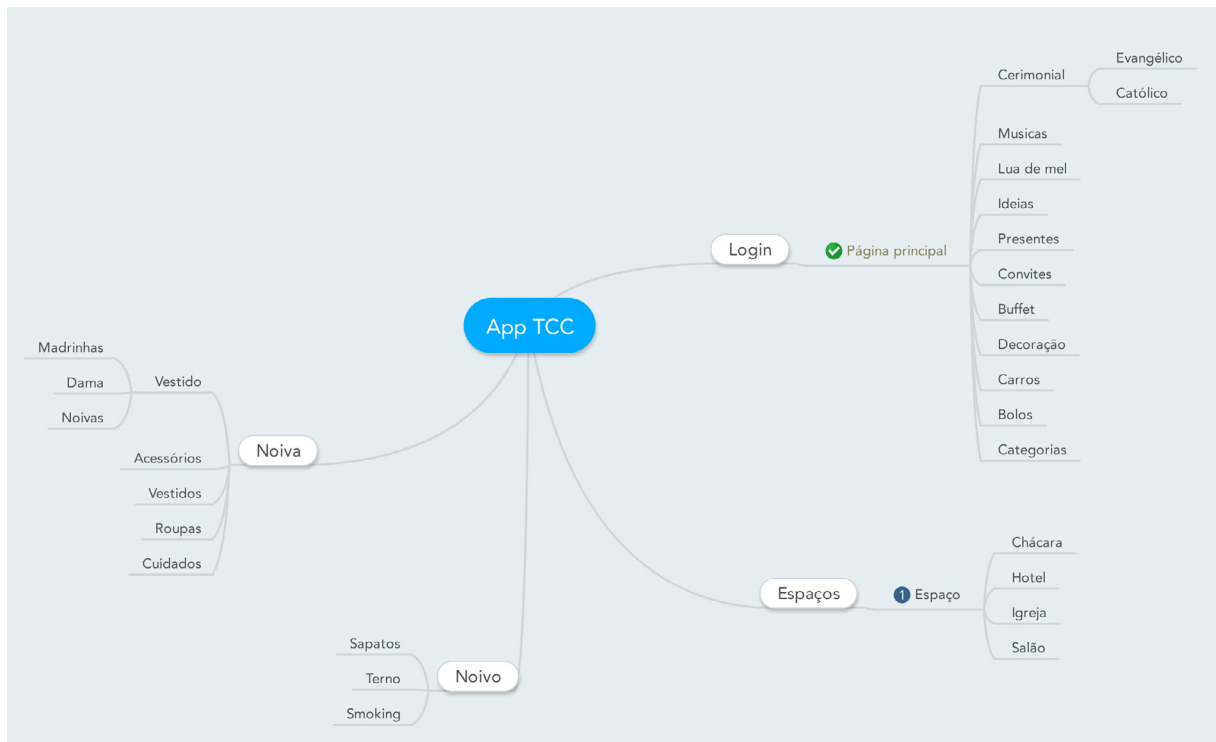 App TCC
Login
Página principal
Cerimonial
Evangélico
Católico
Musicas
Lua de mel
Ideias
Presentes
Convites
Buffet
Decoração
Carros
Bolos
Categorias
Espaços
1 Espaço
Chácara
Hotel
Igreja
Salão
Noivo
Sapatos
Terno
Smoking
Noiva
Vestido
Madrinhas
Dama
Noivas
Acessórios
Vestidos
Roupas
Cuidados